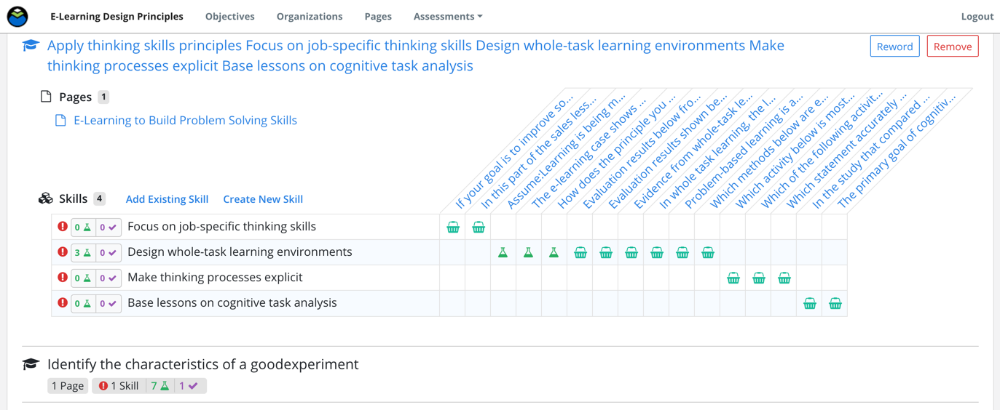 E-Learning Design Principles Objectives Organizations Pages Assessments Logout
Apply thinking skills principles Focus on job-specific thinking skills Design whole-task learning environments Make
thinking processes explicit Base lessons on cognitive task analysis
Reword Remove
Pages 1
E-Learning to Build Problem Solving Skills
If your goal is to improve so...
In this part of the sales less...
Assume:Learning is being m...
The e-learning case shows ...
How does the principle you ...
Evaluation results below fro...
Evaluation results shown be...
Evidence from whole-task le...
In whole task learning, the l...
Problem-based learning is a...
Which methods below are e...
Which activity below is most...
Which of the following activit...
Which statement accurately ...
In the study that compared ...
The primary goal of cognitiv...
Skills 4 Add Existing Skill Create New Skill
0 0 Focus on job-specific thinking skills
3 0 Design whole-task learning environments
0 0 Make thinking processes explicit
0 0 Base lessons on cognitive task analysis
Identify the characteristics of a goodexperiment
1 Page 1 Skill 7 1